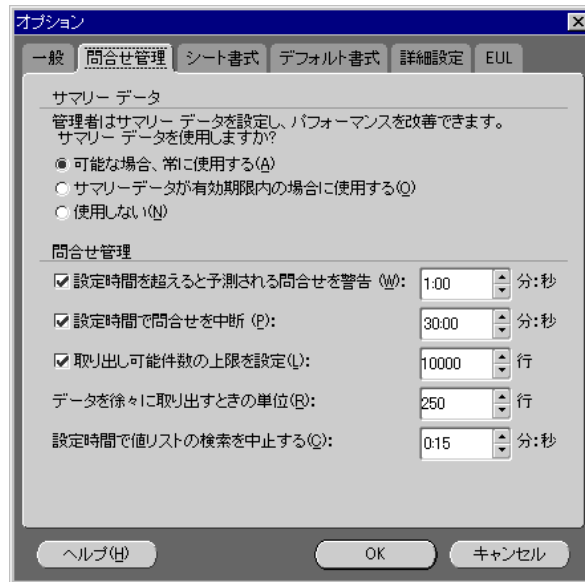 オプション
一般 問合せ管理 シート書式 デフォルト書式 詳細設定 EUL
サマリー データ
管理者はサマリー データを設定し、パフォーマンスを改善できます。
サマリー データを使用しますか?
可能な場合、常に使用する(A)
サマリーデータが有効期限内の場合に使用する(O)
使用しない(N)
問合せ管理
設定時間を超えると予測される問合せを警告 (W): 1:00 分:秒
設定時間で問合せを中断 (P): 30:00 分:秒
取り出し可能件数の上限を設定(L): 10000 行
データを徐々に取り出すときの単位(R): 250 行
設定時間で値リストの検索を中止する(C): 0:15 分:秒
ヘルプ(H) OK キャンセル